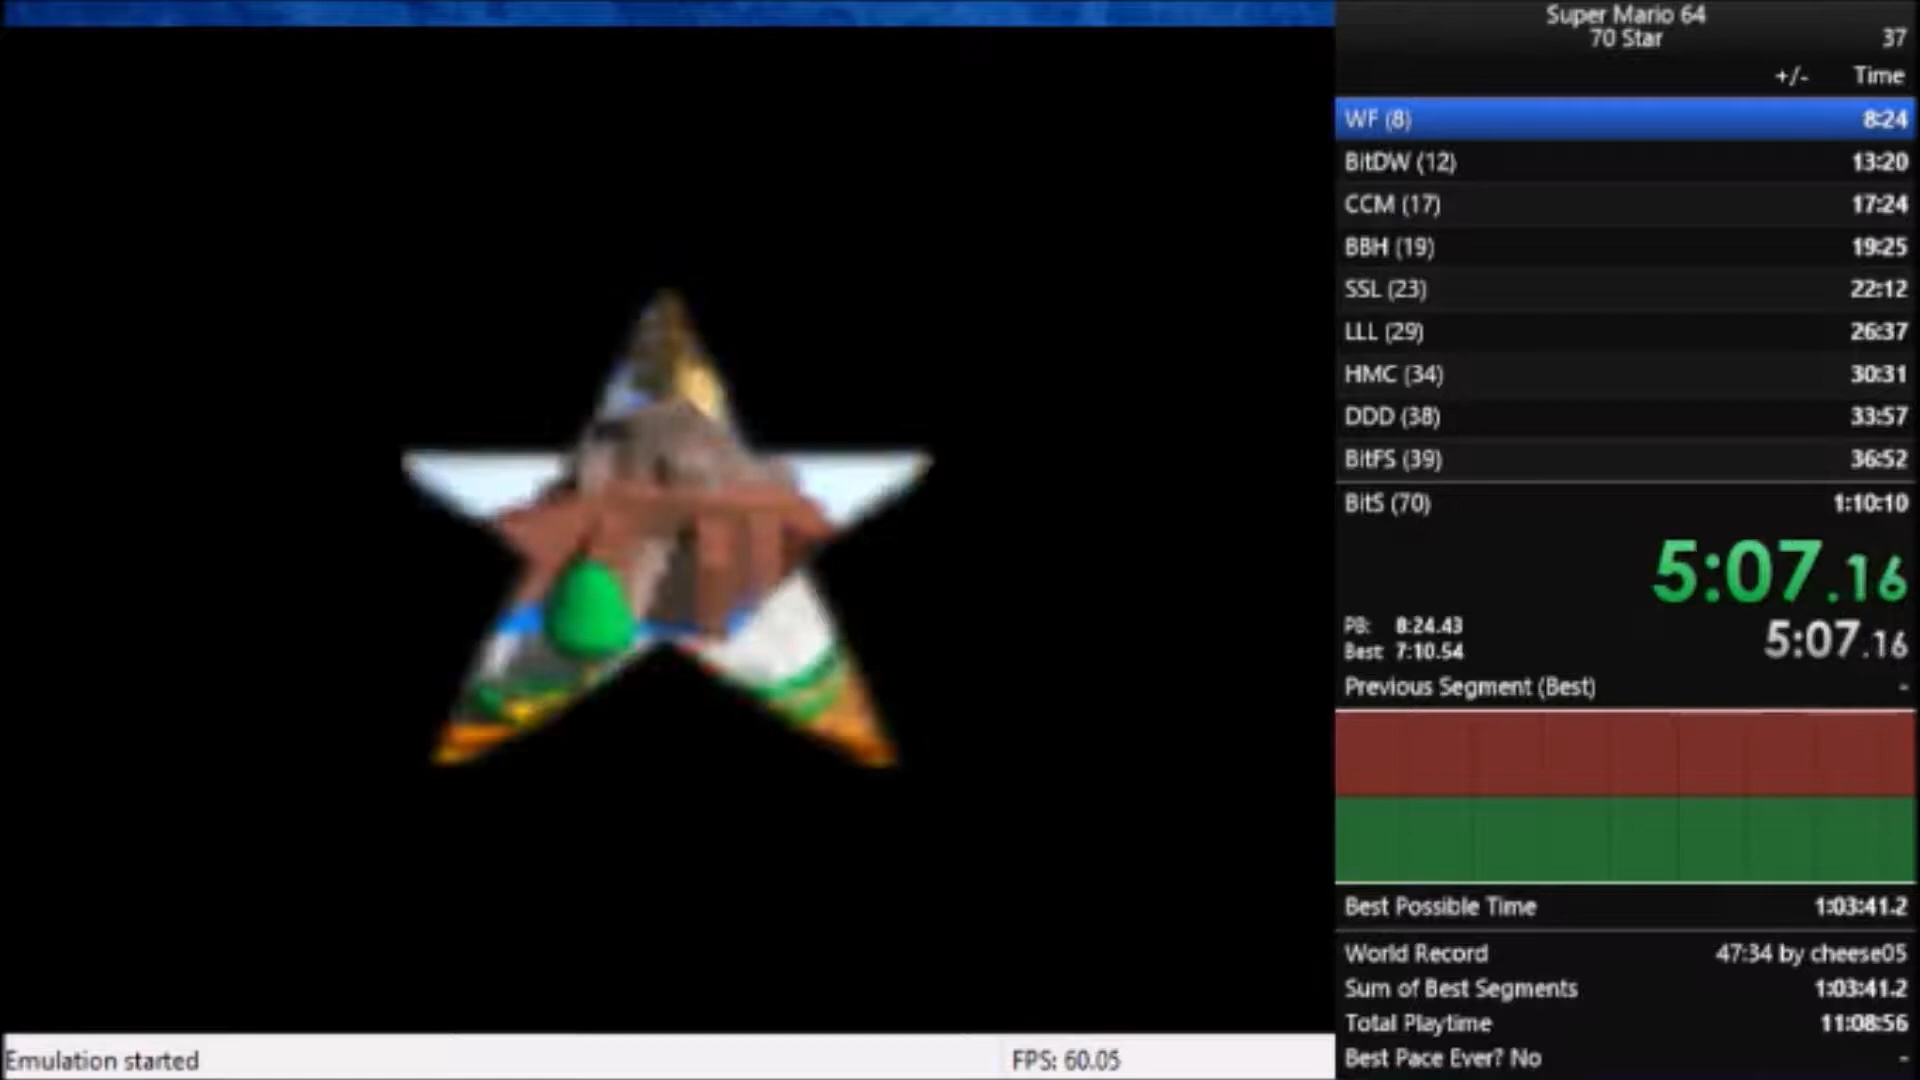 Super Mario 64
70 Star 37
+/- Time
WF (8) 8:24
BitDW (12) 13:20
CCM (17) 17:24
BBH (19) 19:25
SSL (23) 22:12
LLL (29) 26:37
HMC (34) 30:31
DDD (38) 33:57
BitFS (39) 36:52
BitS (70) 1:10:10
5:07.16
PB: 8:24.43
Best: 7:10.54
5:07.16
Previous Segment (Best) -
Best Possible Time 1:03:41.2
World Record 47:34 by cheese05
Sum of Best Segments 1:03:41.2
Total Playtime 11:08:56
Best Pace Ever? No -
Emulation started FPS: 60.05